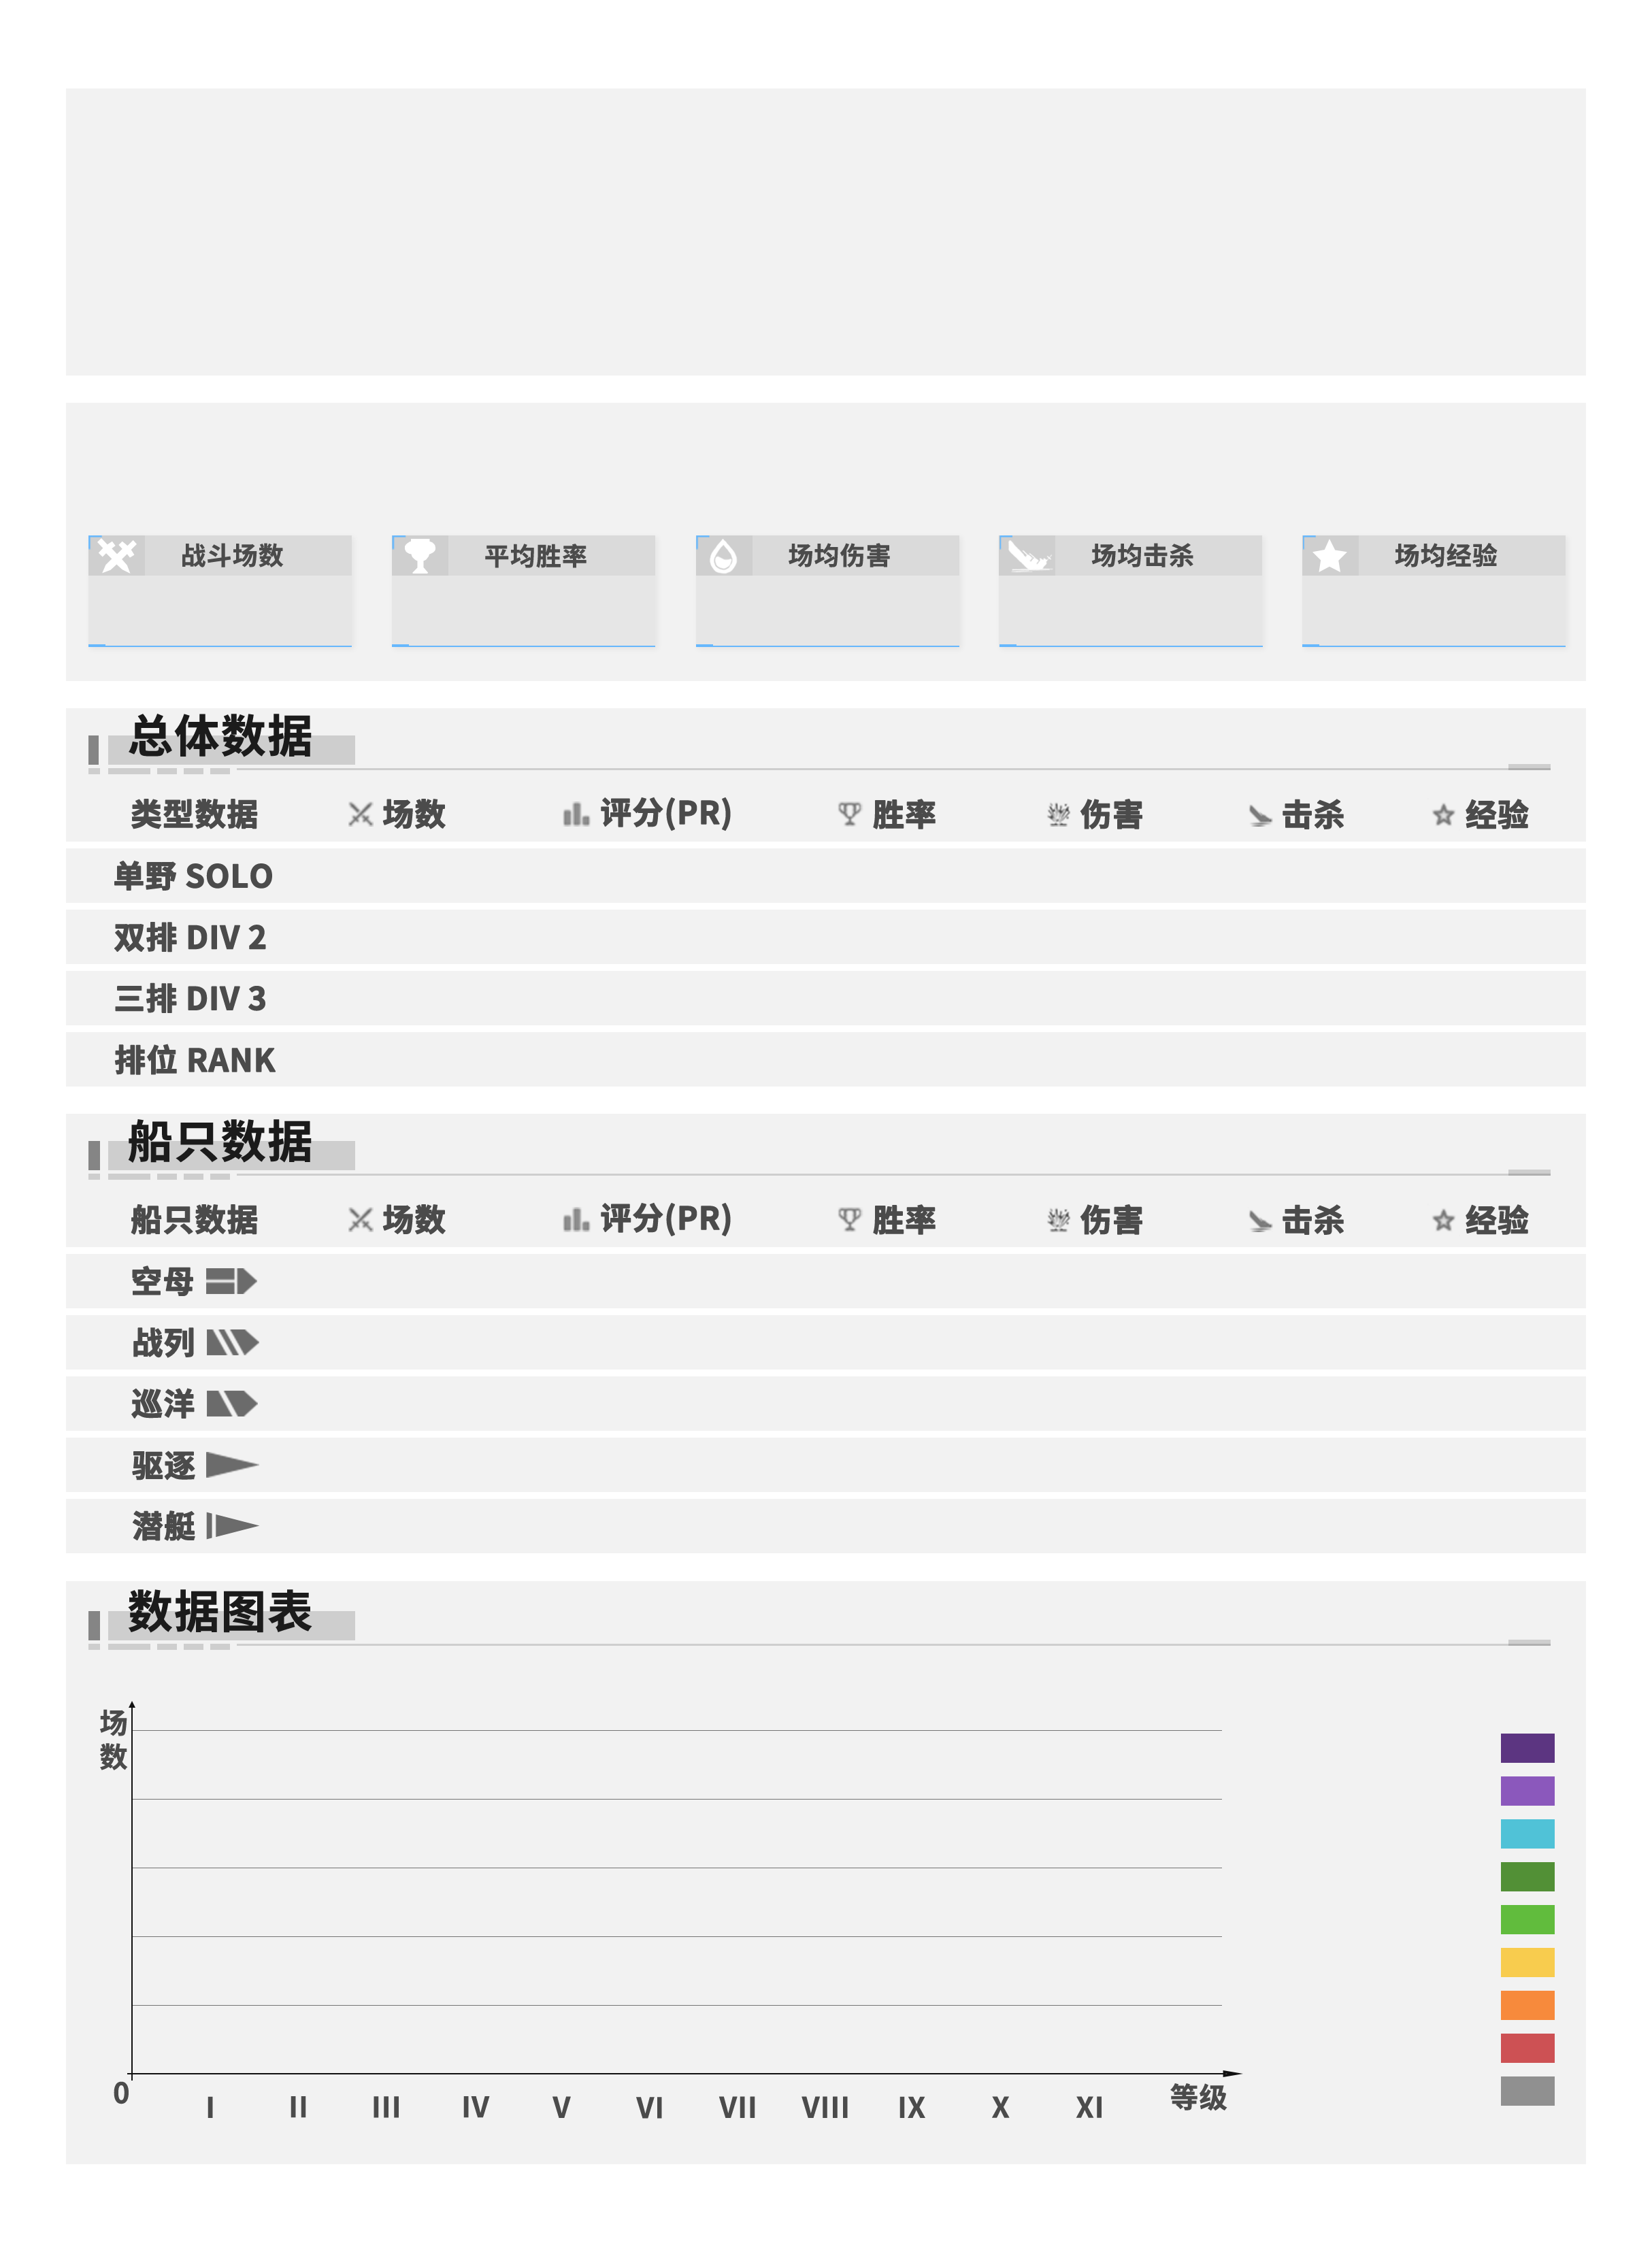 战斗场数 平均胜率 场均伤害 场均击杀 场均经验
总体数据
类型数据 场数 评分(PR) 胜率 伤害 击杀 经验
单野 SOLO
双排 DIV 2
三排 DIV 3
排位 RANK
船只数据
船只数据 场数 评分(PR) 胜率 伤害 击杀 经验
空母
战列
巡洋
驱逐
潜艇
数据图表
场
数
0 I II III IV V VI VII VIII IX X XI 等级